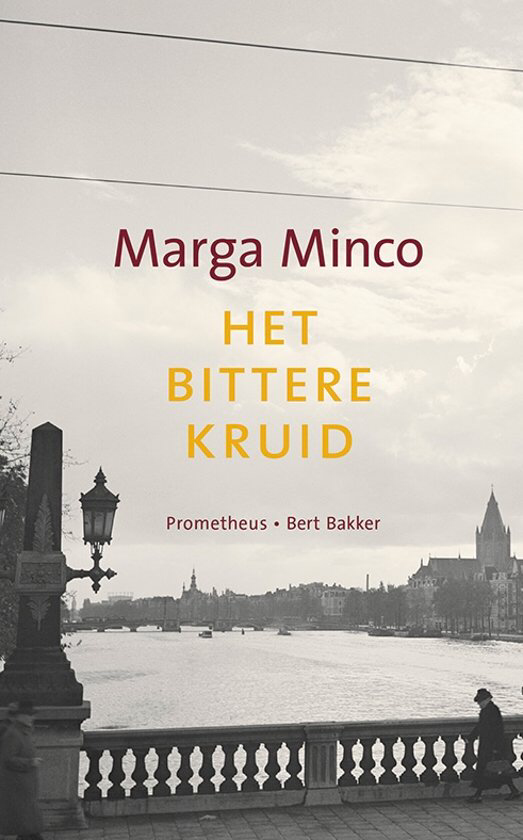 Marga Minco
HET
BITTERE
KRUID
Prometheus • Bert Bakker